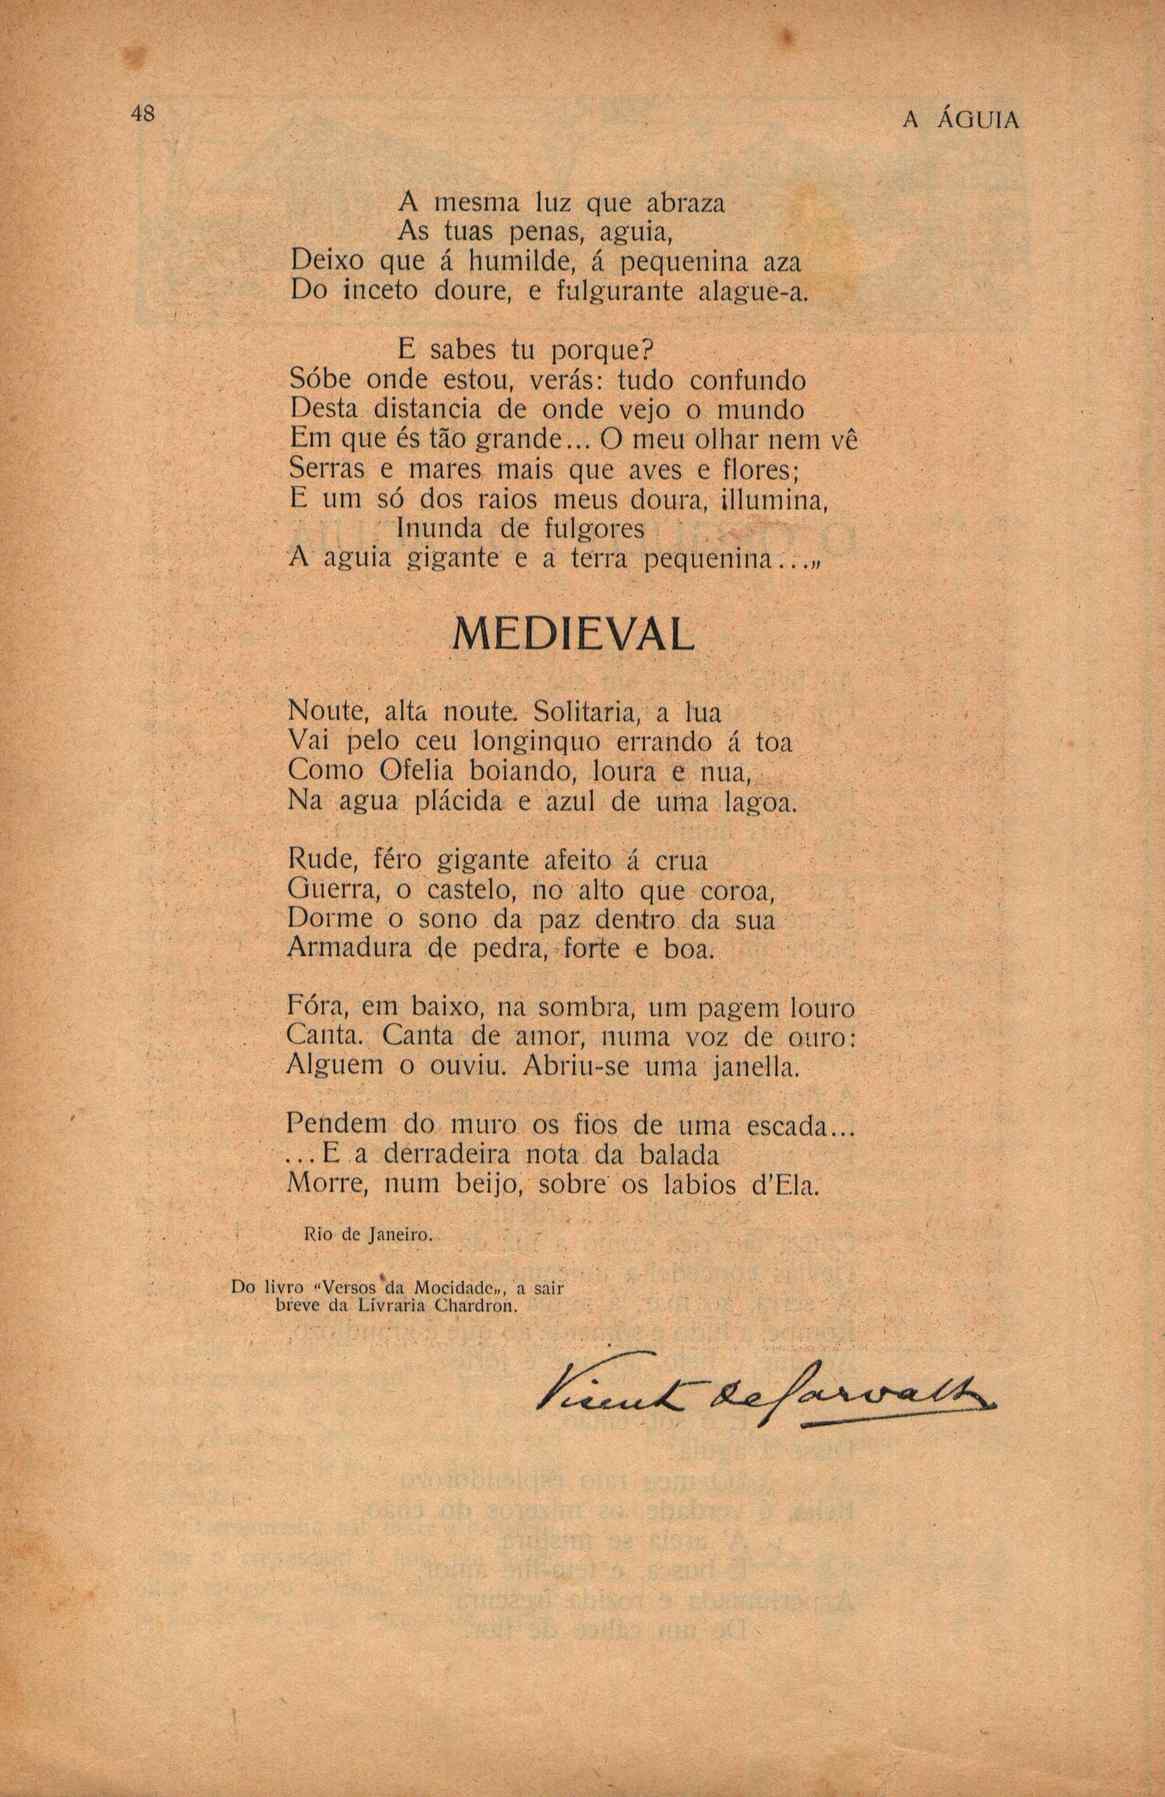 48
A ÁGUIA
A mesma luz que abraza
As tuas penas, aguia,
Deixo que á humilde, á pequenina aza
Do inceto doure, e fulgurante alague-a.
E sabes tu porque?
Sóbe onde estou, verás: tudo confundo
Desta distancia de onde vejo o mundo
Em que és tão grande... O meu olhar nem vê
Serras e mares mais que aves e flores;
E um só dos raios meus doura, illumina,
Inunda de fulgores
A aguia gigante e a terra pequenina...„
MEDIEVAL
Noute, alta noute. Solitaria, a lua
Vai pelo ceu longinquo errando á toa
Como Ofelia boiando, loura e nua,
Na agua plácida e azul de uma lagoa.
Rude, féro gigante afeito á crua
Guerra, o castelo, no alto que coroa,
Dorme o sono da paz dentro da sua
Armadura de pedra, forte e boa.
Fóra, em baixo, na sombra, um pagem louro
Canta. Canta de amor, numa voz de ouro:
Alguem o ouviu. Abriu-se uma janella.
Pendem do muro os fios de uma escada...
...E a derradeira nota da balada
Morre, num beijo, sobre os labios d'Ela.
Rio de Janeiro.
Do livro “Versos da Mocidade„, a sair
breve da Livraria Chardron.
Vicente de Carvalho